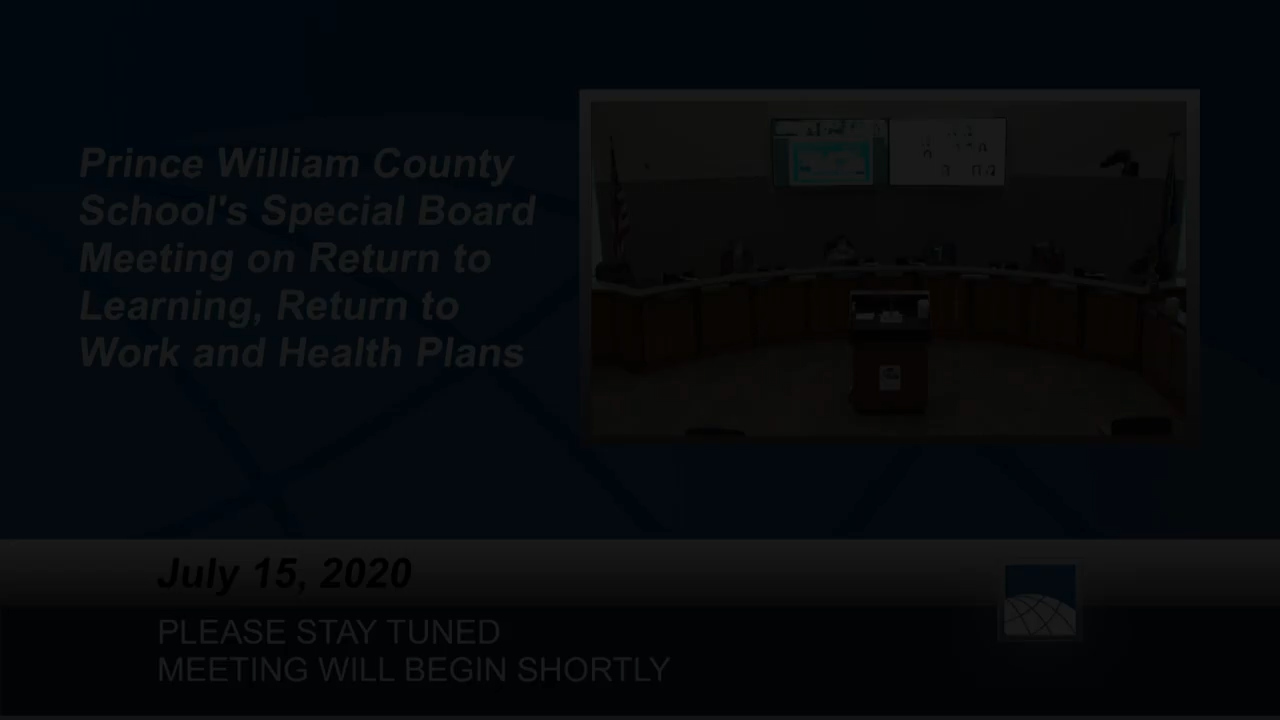 Prince William County
School's Special Board
Meeting on Return to
Learning, Return to
Work and Health Plans
July 15, 2020
PLEASE STAY TUNED
MEETING WILL BEGIN SHORTLY